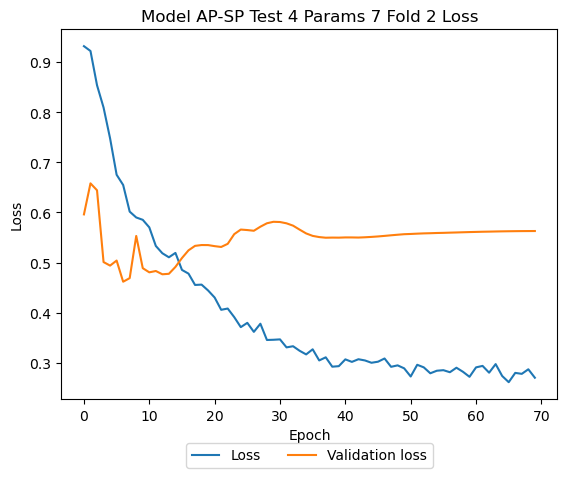 Model AP-SP Test 4 Params 7 Fold 2 Loss
Loss
0.9
0.8
0.7
0.6
0.5
0.4
0.3
0 10 20 30 40 50 60 70
Epoch
Loss Validation loss